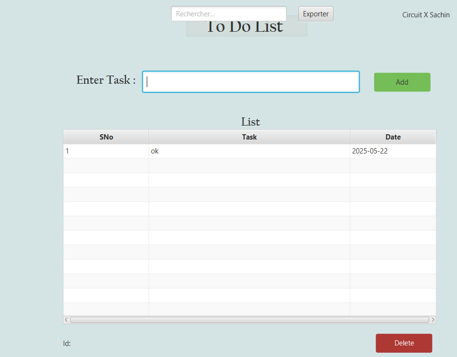 Rechercher...
Exporter
Circuit X Sachin
To Do List
Enter Task :
Add
List
SNo Task Date
1 ok 2025-05-22
Id:
Delete